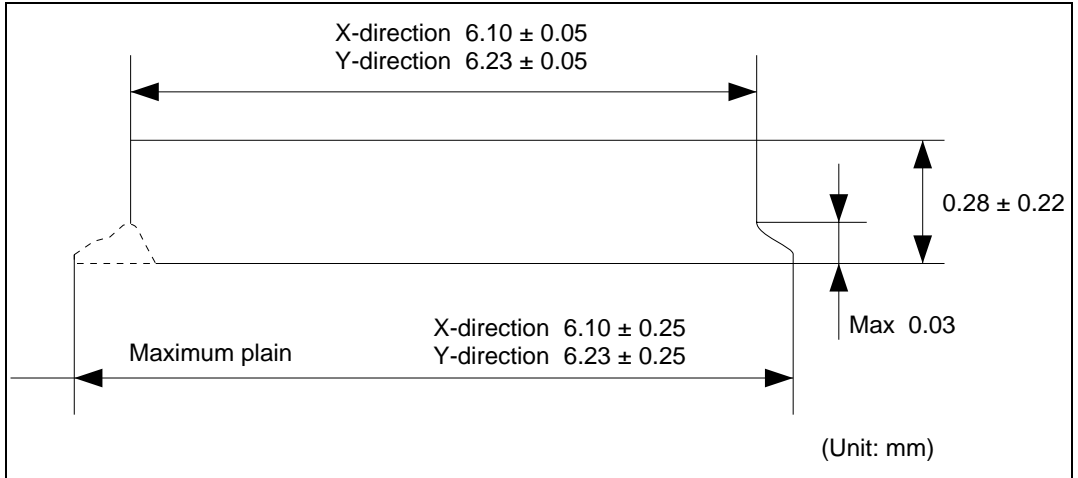 X-direction 6.10 ± 0.05
Y-direction 6.23 ± 0.05
0.28 ± 0.22
Max 0.03
X-direction 6.10 ± 0.25
Y-direction 6.23 ± 0.25
Maximum plain
(Unit: mm)